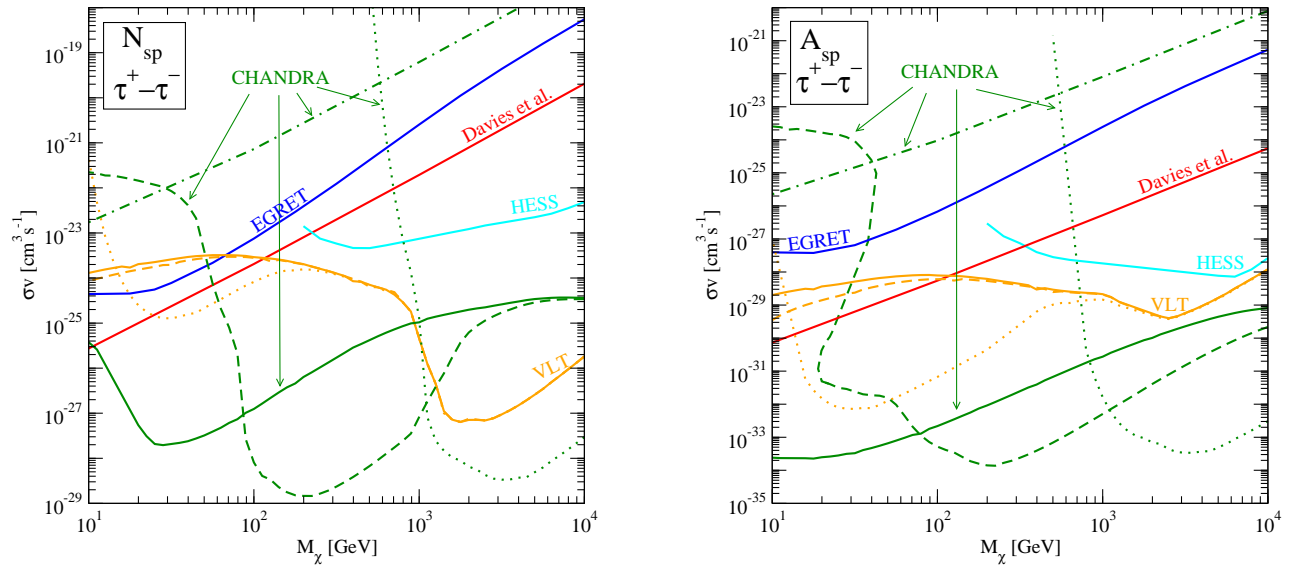 N_sp
τ⁺–τ⁻
CHANDRA
Davies et al.
EGRET
HESS
VLT
10⁻¹⁹
10⁻²¹
10⁻²³
10⁻²⁵
10⁻²⁷
10⁻²⁹
σv [cm³ s⁻¹]
10¹ 10² 10³ 10⁴
M_χ [GeV]
A_sp
τ⁺–τ⁻
CHANDRA
Davies et al.
EGRET
HESS
VLT
10⁻²¹
10⁻²³
10⁻²⁵
10⁻²⁷
10⁻²⁹
10⁻³¹
10⁻³³
10⁻³⁵
σv [cm³ s⁻¹]
10¹ 10² 10³ 10⁴
M_χ [GeV]